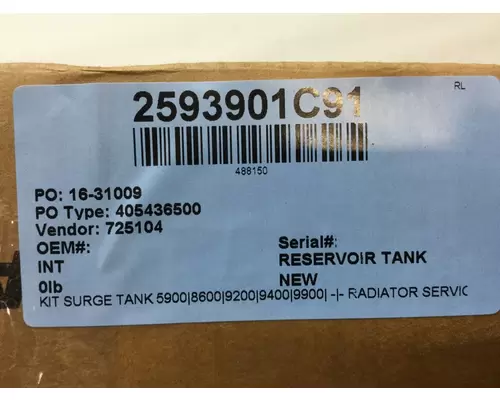 RL
2593901C91
488150
PO: 16-31009
PO Type: 405436500
Vendor: 725104
OEM#: Serial#:
INT RESERVOIR TANK
0lb NEW
KIT SURGE TANK 5900|8600|9200|9400|9900| -|- RADIATOR SERVIC